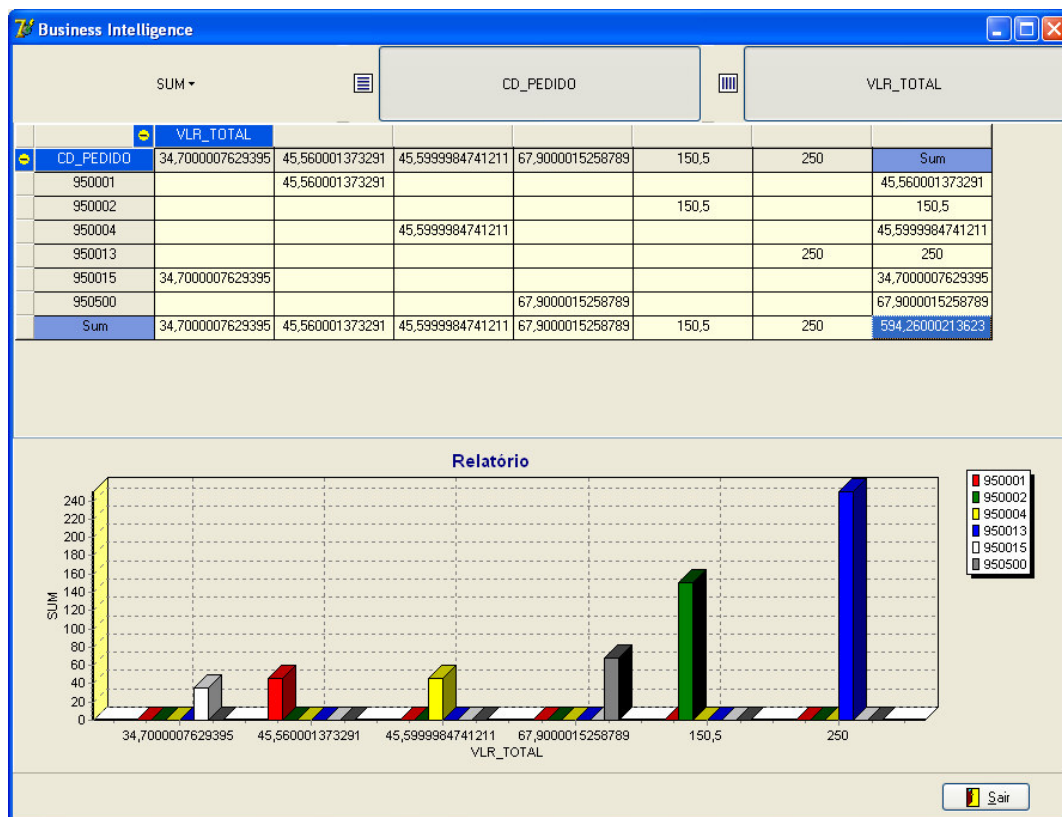 Business Intelligence
SUM
CD_PEDIDO
VLR_TOTAL
VLR_TOTAL
CD_PEDIDO 34,7000007629395 45,560001373291 45,5999984741211 67,9000015258789 150,5 250 Sum
950001 45,560001373291 45,560001373291
950002 150,5 150,5
950004 45,5999984741211 45,5999984741211
950013 250 250
950015 34,7000007629395 34,7000007629395
950500 67,9000015258789 67,9000015258789
Sum 34,7000007629395 45,560001373291 45,5999984741211 67,9000015258789 150,5 250 594,26000213623
Relatório
240
220
200
180
160
140
120
100
80
60
40
20
0
SUM
34,7000007629395 45,560001373291 45,5999984741211 67,9000015258789 150,5 250
VLR_TOTAL
950001
950002
950004
950013
950015
950500
Sair